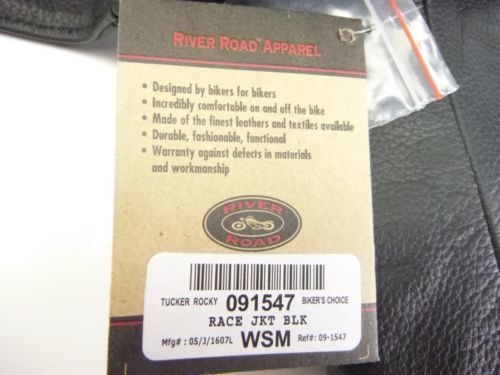 RIVER ROAD™ APPAREL
• Designed by bikers for bikers
• Incredibly comfortable on and off the bike
• Made of the finest leathers and textiles available
• Durable, fashionable, functional
• Warranty against defects in materials
and workmanship
RIVER
ROAD
TUCKER ROCKY 091547 BIKER'S CHOICE
RACE JKT BLK
Mfg# : 05/J/1607L WSM Ref#: 09-1547